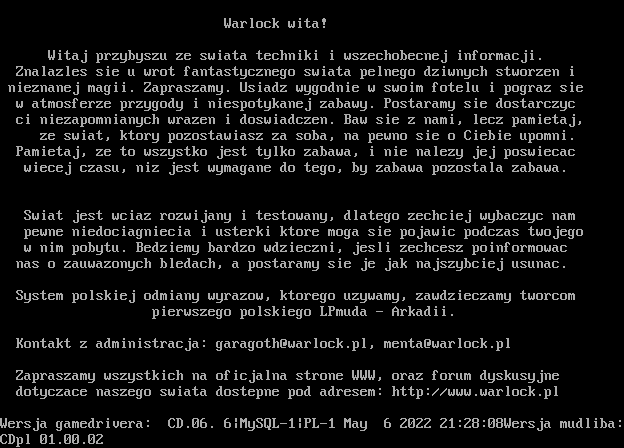 Warlock wita!
Witaj przybyszu ze swiata techniki i wszechobecnej informacji.
Znalazles sie u wrot fantastycznego swiata pelnego dziwnych stworzen i
nieznanej magii. Zapraszamy. Usiadz wygodnie w swoim fotelu i pograz sie
w atmosferze przygody i niespotykanej zabawy. Postaramy sie dostarczyc
ci niezapomnianych wrazen i doswiadczen. Baw sie z nami, lecz pamietaj,
ze swiat, ktory pozostawiasz za soba, na pewno sie o Ciebie upomni.
Pamietaj, ze to wszystko jest tylko zabawa, i nie nalezy jej poswiecac
wiecej czasu, niz jest wymagane do tego, by zabawa pozostala zabawa.
Swiat jest wciaz rozwijany i testowany, dlatego zechciej wybaczyc nam
pewne niedociagniecia i usterki ktore moga sie pojawic podczas twojego
w nim pobytu. Bedziemy bardzo wdzieczni, jesli zechcesz poinformowac
nas o zauwazonych bledach, a postaramy sie je jak najszybciej usunac.
System polskiej odmiany wyrazow, ktorego uzywamy, zawdzieczamy tworcom
pierwszego polskiego LPmuda - Arkadii.
Kontakt z administracja: garagoth@warlock.pl, menta@warlock.pl
Zapraszamy wszystkich na oficjalna strone WWW, oraz forum dyskusyjne
dotyczace naszego swiata dostepne pod adresem: http://www.warlock.pl
Wersja gamedrivera:  CD.06. 6|MySQL-1|PL-1 May  6 2022 21:28:08Wersja mudliba:
CDpl 01.00.02